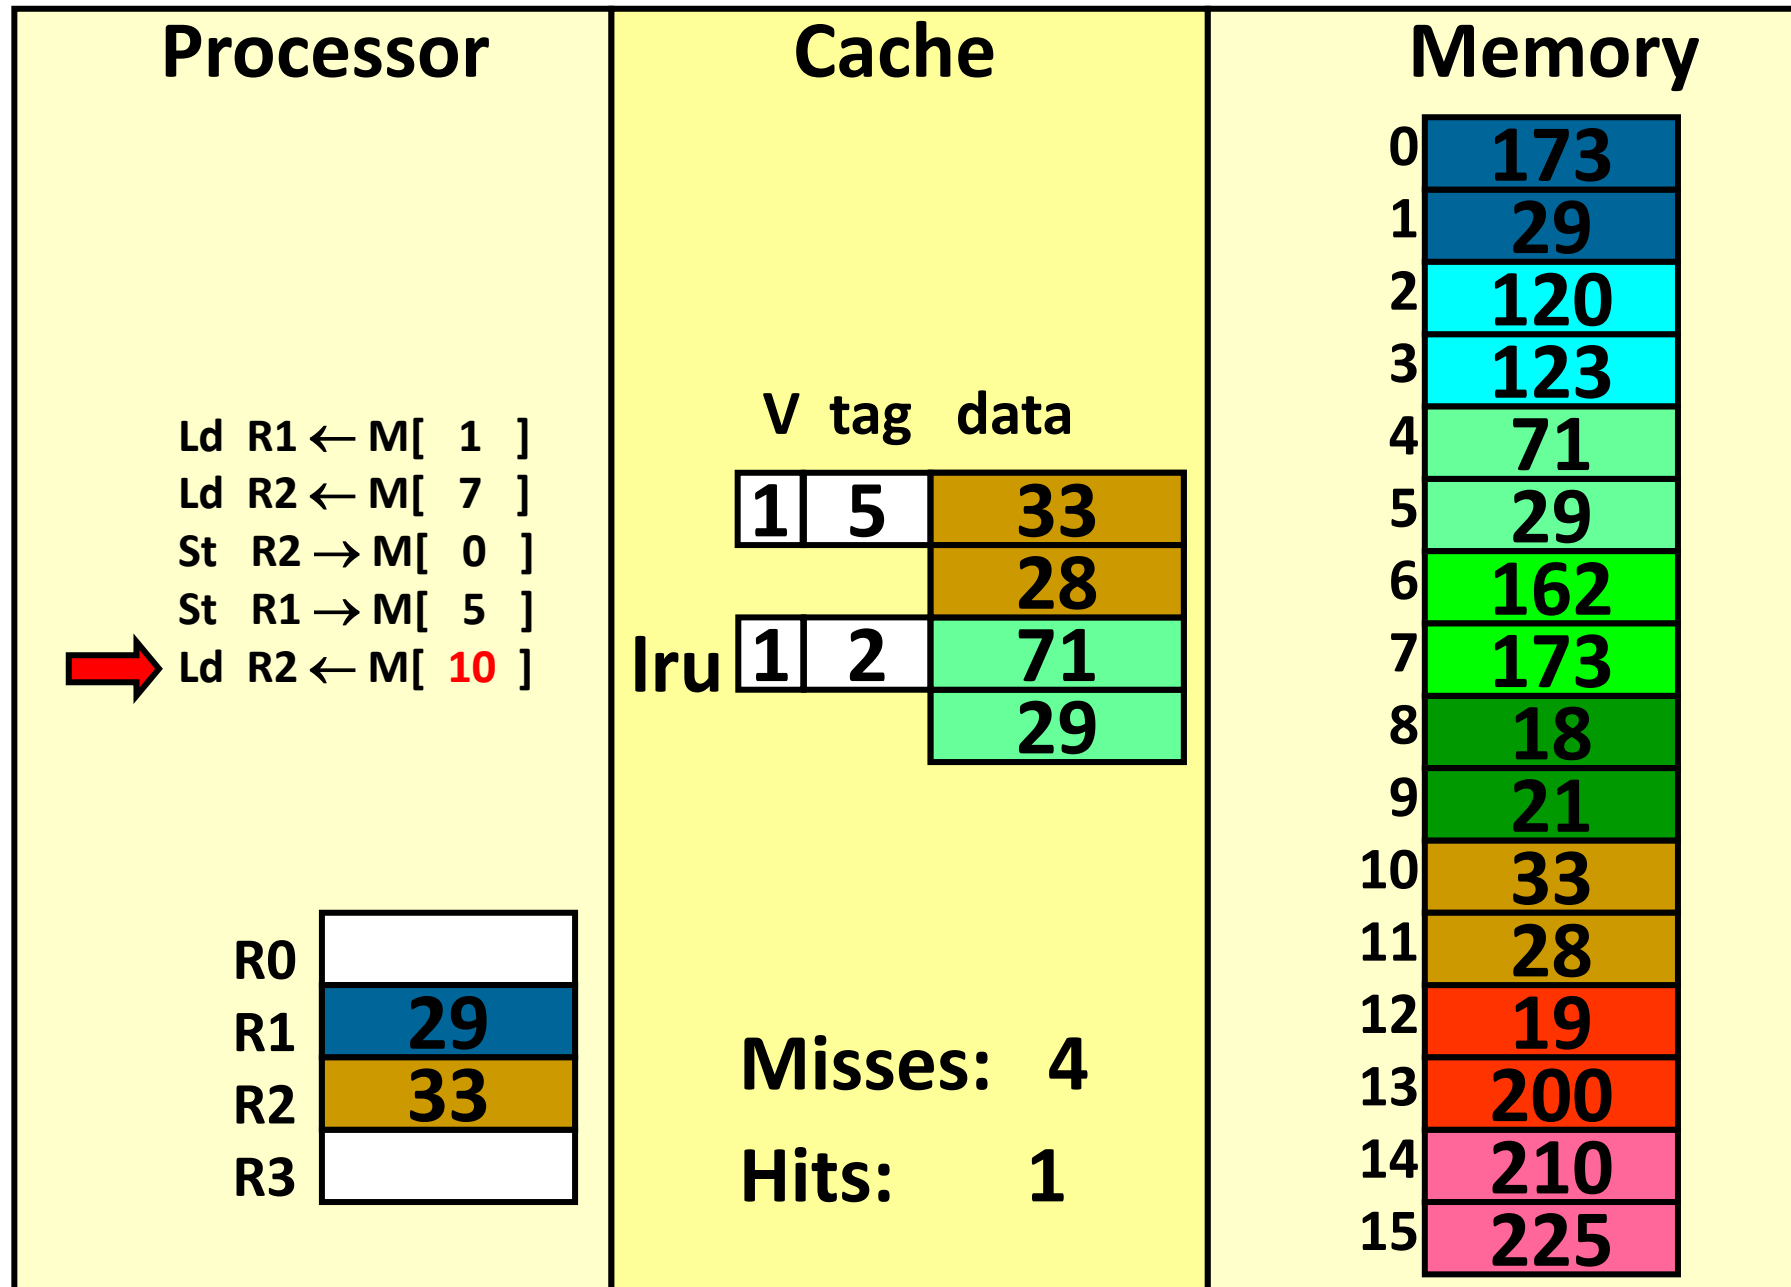 Processor
Ld R1 ← M[ 1 ]
Ld R2 ← M[ 7 ]
St R2 → M[ 0 ]
St R1 → M[ 5 ]
Ld R2 ← M[ 10 ]
R0
R1 29
R2 33
R3
Cache
V tag data
1 5 33
28
lru 1 2 71
29
Misses: 4
Hits: 1
Memory
0 173
1 29
2 120
3 123
4 71
5 29
6 162
7 173
8 18
9 21
10 33
11 28
12 19
13 200
14 210
15 225